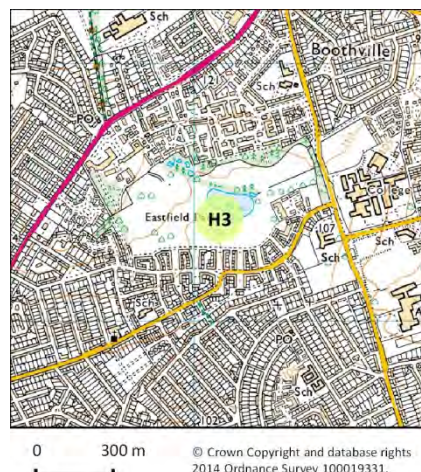 Sch
Boothville
Sch
PO
College
Eastfield
H3
107
Sch
Sch
Sch
PO
Sch
0 300 m
© Crown Copyright and database rights
2014 Ordnance Survey 100019331.